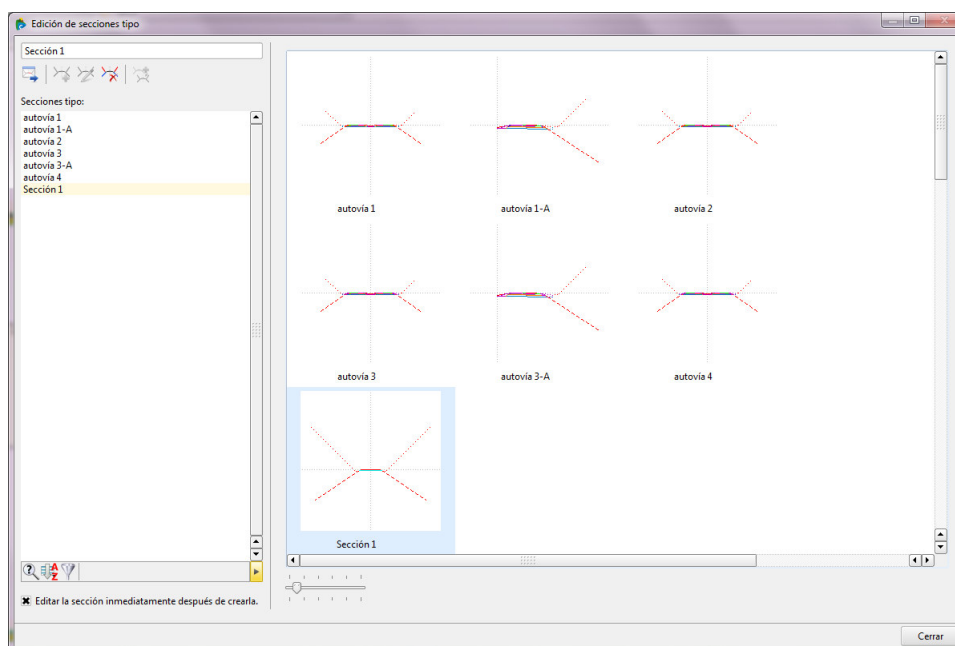 Edición de secciones tipo
Sección 1
Secciones tipo:
autovía 1
autovía 1-A
autovía 2
autovía 3
autovía 3-A
autovía 4
Sección 1
autovía 1
autovía 1-A
autovía 2
autovía 3
autovía 3-A
autovía 4
Sección 1
Editar la sección inmediatamente después de crearla.
Cerrar